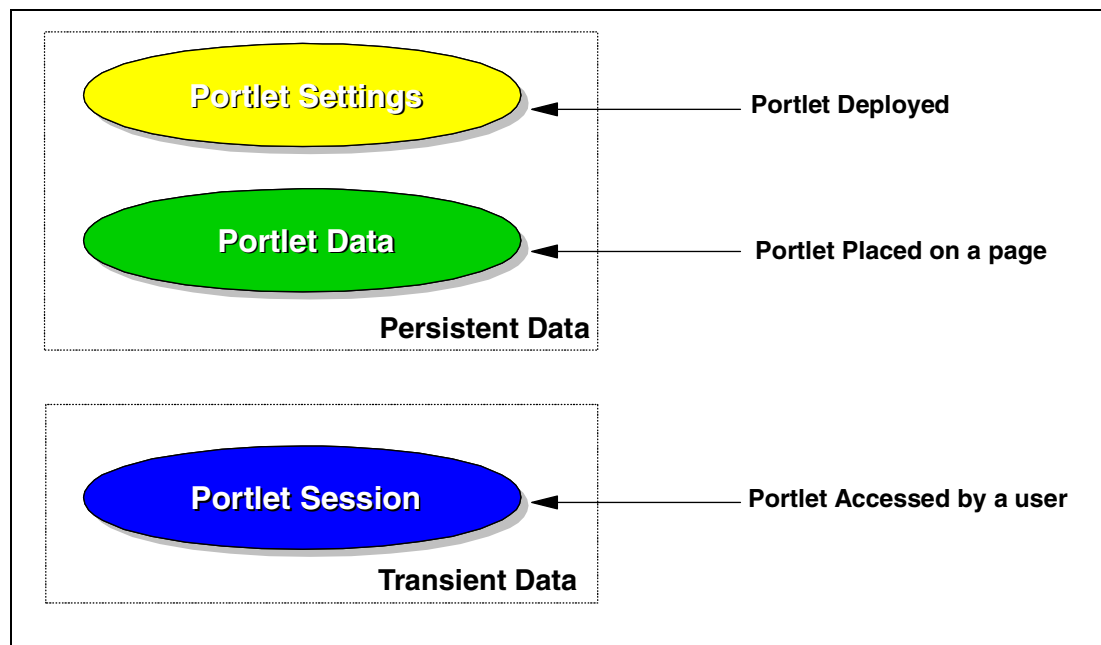 Portlet Settings
Portlet Deployed
Portlet Data
Portlet Placed on a page
Persistent Data
Portlet Session
Portlet Accessed by a user
Transient Data